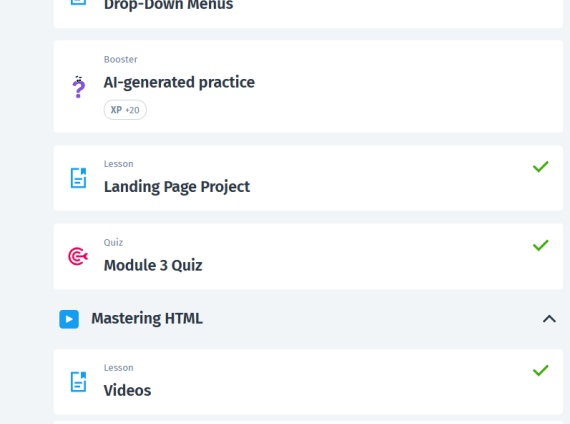 Drop-Down Menus
Booster
AI-generated practice
XP +20
Lesson
Landing Page Project
Quiz
Module 3 Quiz
Mastering HTML
Lesson
Videos